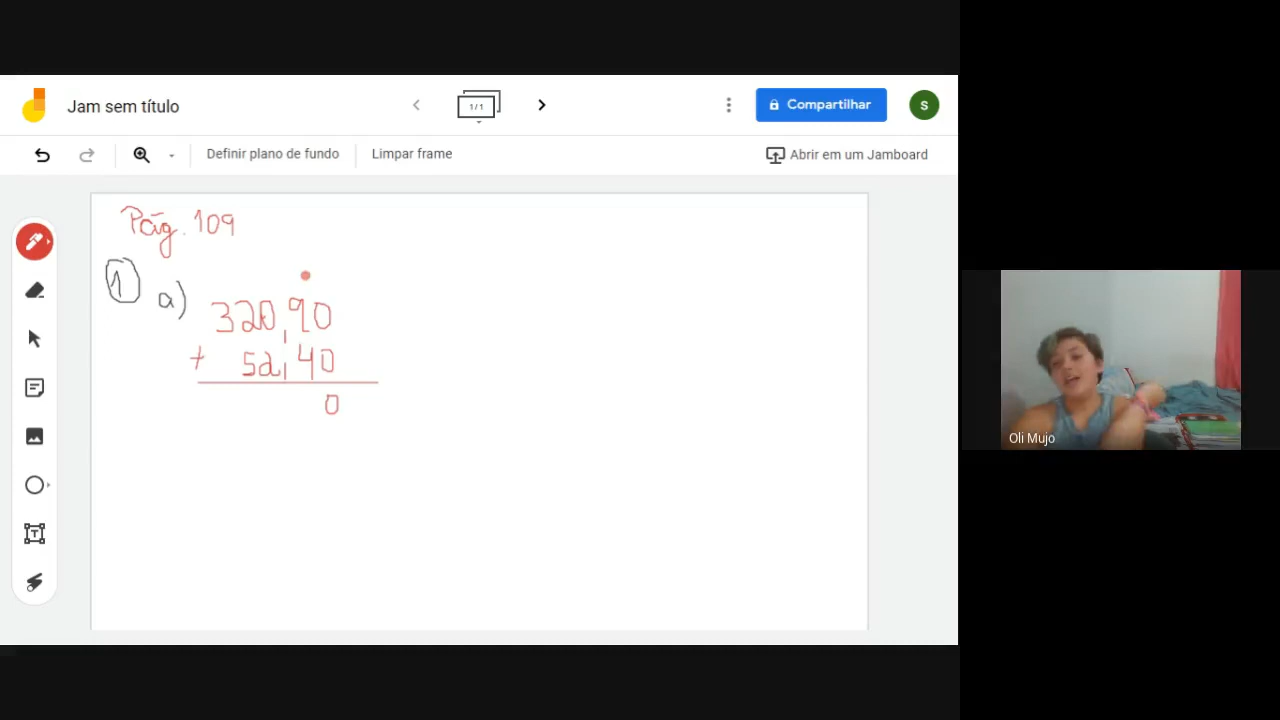 Jam sem título
1/1
Compartilhar
S
Definir plano de fundo
Limpar frame
Abrir em um Jamboard
Pág. 109
1 a)
320,90
+ 52,40
0
Oli Mujo